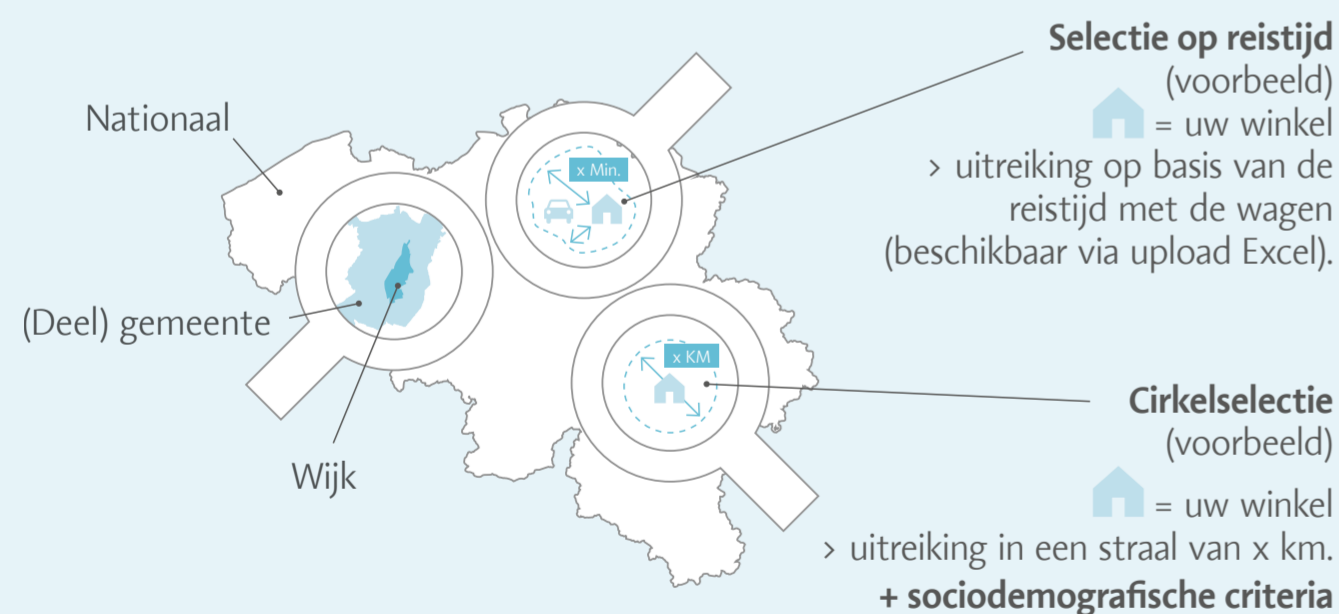 Nationaal
(Deel) gemeente
Wijk
x Min.
x KM
Selectie op reistijd
(voorbeeld)
= uw winkel
> uitreiking op basis van de
reistijd met de wagen
(beschikbaar via upload Excel).
Cirkelselectie
(voorbeeld)
= uw winkel
> uitreiking in een straal van x km.
+ sociodemografische criteria